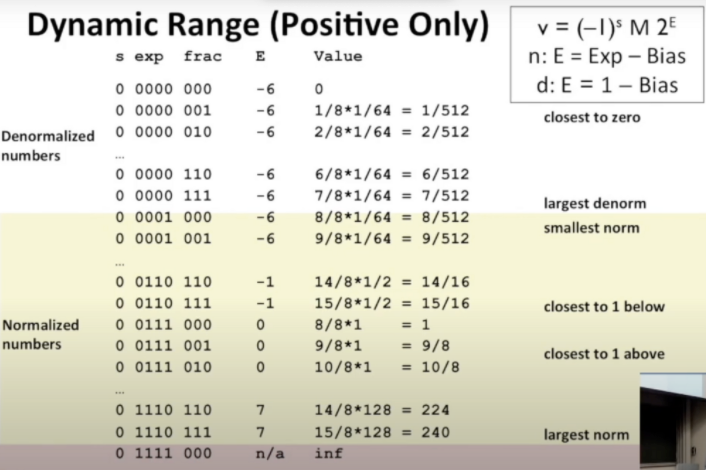 Dynamic Range (Positive Only)
v = (−1)ˢ M 2ᴱ
n: E = Exp – Bias
d: E = 1 – Bias
s exp frac E Value
0 0000 000 -6 0
0 0000 001 -6 1/8*1/64 = 1/512 closest to zero
0 0000 010 -6 2/8*1/64 = 2/512
Denormalized
numbers
...
0 0000 110 -6 6/8*1/64 = 6/512
0 0000 111 -6 7/8*1/64 = 7/512 largest denorm
0 0001 000 -6 8/8*1/64 = 8/512 smallest norm
0 0001 001 -6 9/8*1/64 = 9/512
...
0 0110 110 -1 14/8*1/2 = 14/16
0 0110 111 -1 15/8*1/2 = 15/16 closest to 1 below
Normalized
numbers
0 0111 000 0 8/8*1 = 1
0 0111 001 0 9/8*1 = 9/8 closest to 1 above
0 0111 010 0 10/8*1 = 10/8
...
0 1110 110 7 14/8*128 = 224
0 1110 111 7 15/8*128 = 240 largest norm
0 1111 000 n/a inf